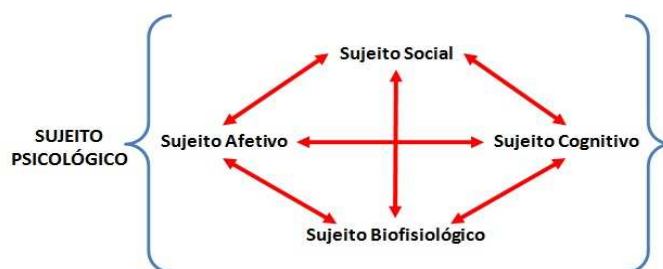 Sujeito Social
SUJEITO
PSICOLÓGICO
Sujeito Afetivo
Sujeito Cognitivo
Sujeito Biofisiológico